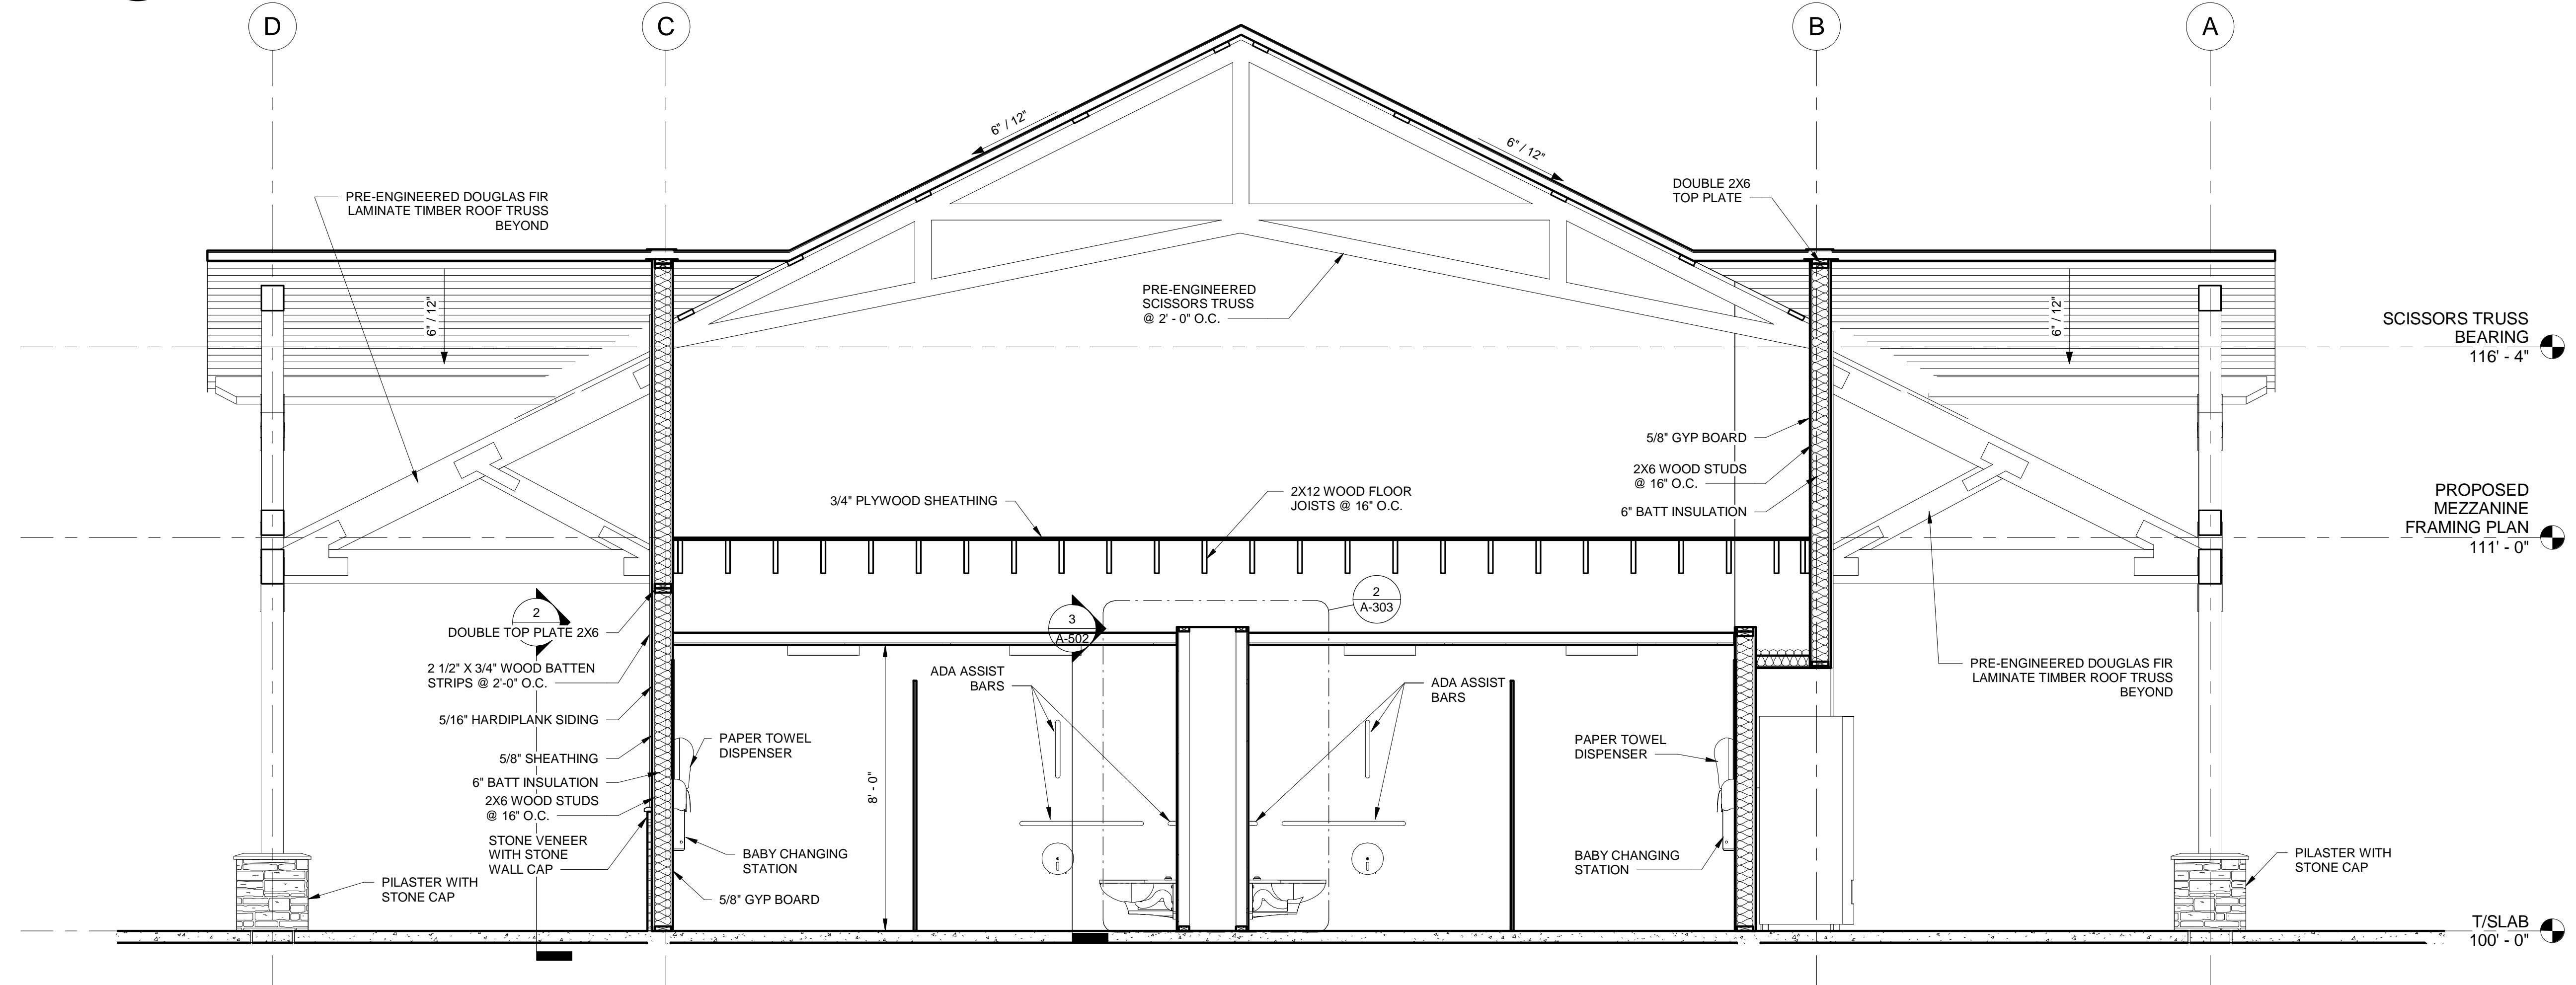 D
C
B
A
6" / 12"
6" / 12"
PRE-ENGINEERED DOUGLAS FIR
LAMINATE TIMBER ROOF TRUSS
BEYOND
DOUBLE 2X6
TOP PLATE
6" / 12"
PRE-ENGINEERED
SCISSORS TRUSS
@ 2' - 0" O.C.
6" / 12"
SCISSORS TRUSS
BEARING
116' - 4"
5/8" GYP BOARD
2X6 WOOD STUDS
@ 16" O.C.
6" BATT INSULATION
3/4" PLYWOOD SHEATHING
2X12 WOOD FLOOR
JOISTS @ 16" O.C.
PROPOSED
MEZZANINE
FRAMING PLAN
111' - 0"
2
DOUBLE TOP PLATE 2X6
3
A-502
2
A-303
2 1/2" X 3/4" WOOD BATTEN
STRIPS @ 2'-0" O.C.
5/16" HARDIPLANK SIDING
5/8" SHEATHING
6" BATT INSULATION
2X6 WOOD STUDS
@ 16" O.C.
STONE VENEER
WITH STONE
WALL CAP
PILASTER WITH
STONE CAP
PAPER TOWEL
DISPENSER
BABY CHANGING
STATION
5/8" GYP BOARD
8' - 0"
ADA ASSIST
BARS
ADA ASSIST
BARS
PAPER TOWEL
DISPENSER
BABY CHANGING
STATION
PRE-ENGINEERED DOUGLAS FIR
LAMINATE TIMBER ROOF TRUSS
BEYOND
PILASTER WITH
STONE CAP
T/SLAB
100' - 0"